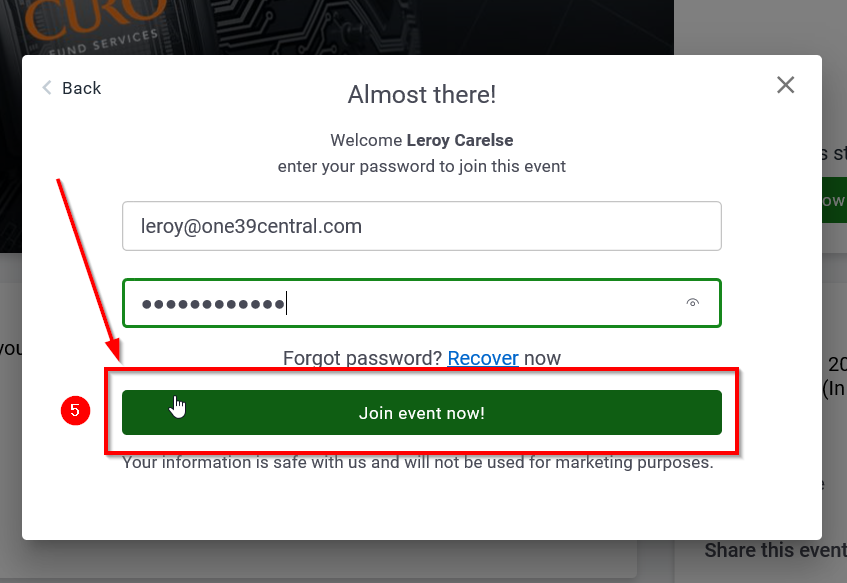 CURO
FUND SERVICES
Back
Almost there!
Welcome Leroy Carelse
enter your password to join this event
leroy@one39central.com
●●●●●●●●●●●●
Forgot password? Recover now
5
Join event now!
Your information is safe with us and will not be used for marketing purposes.
you
20
(In
Share this event